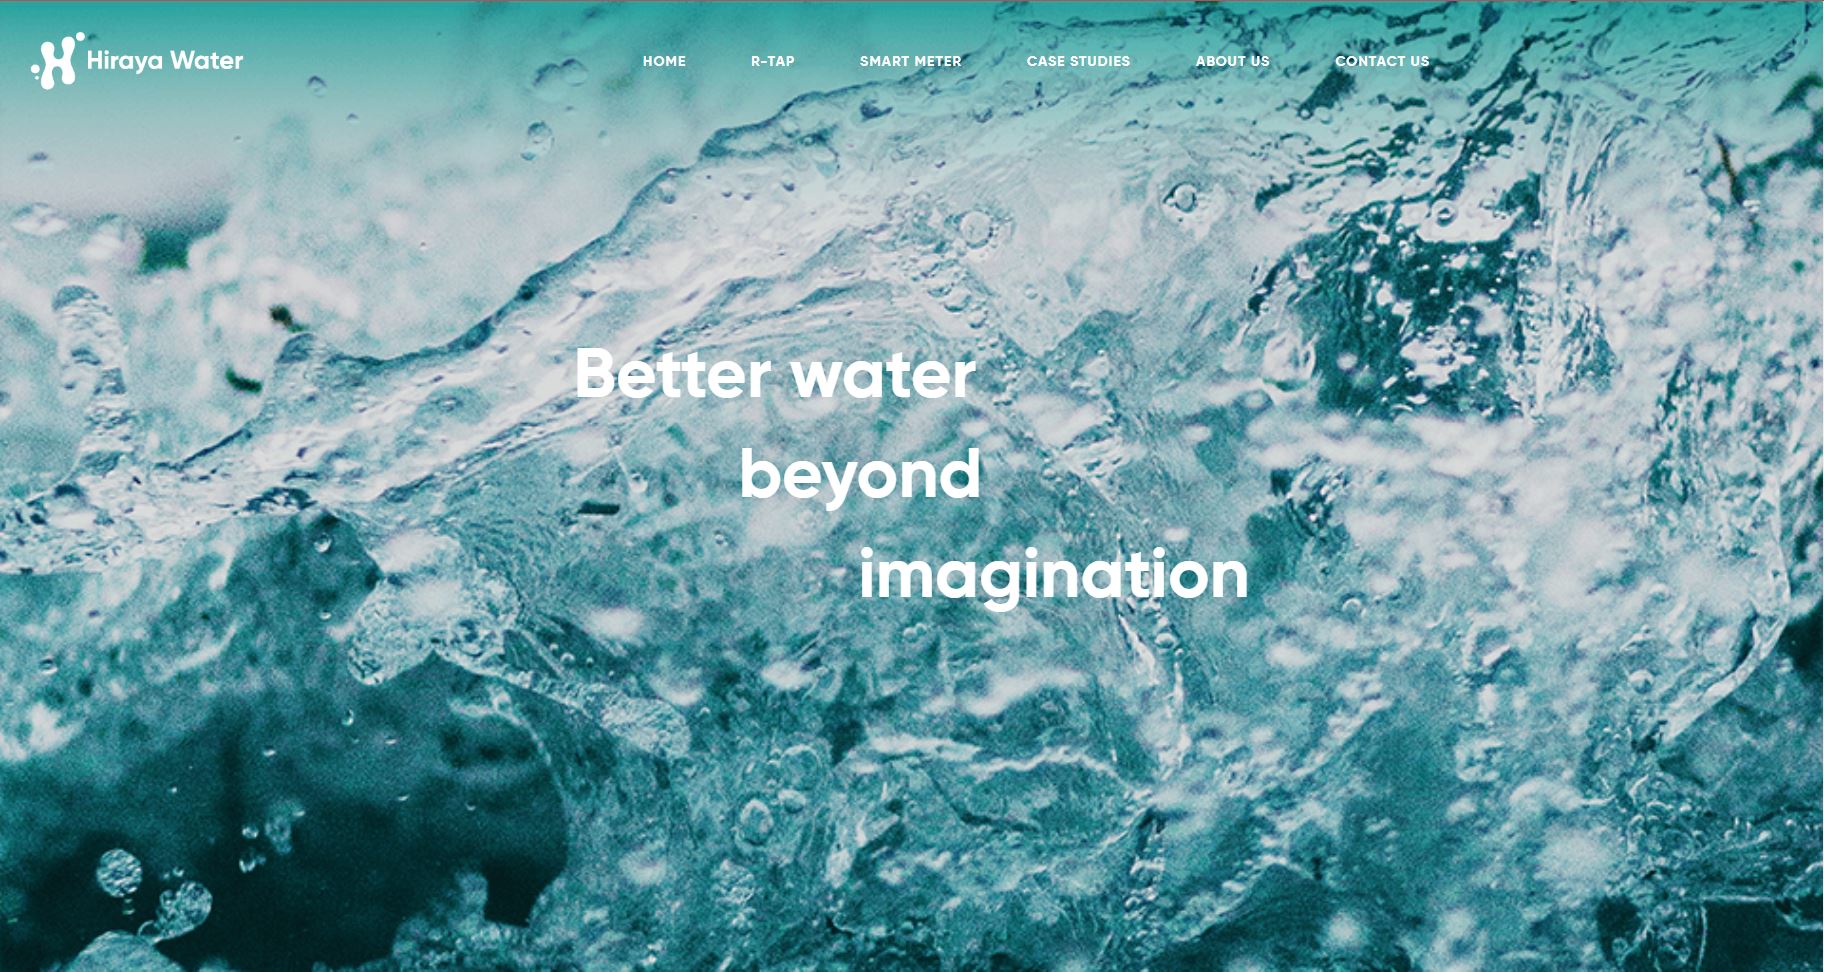 Hiraya Water
HOME R-TAP SMART METER CASE STUDIES ABOUT US CONTACT US
Better water
beyond
imagination